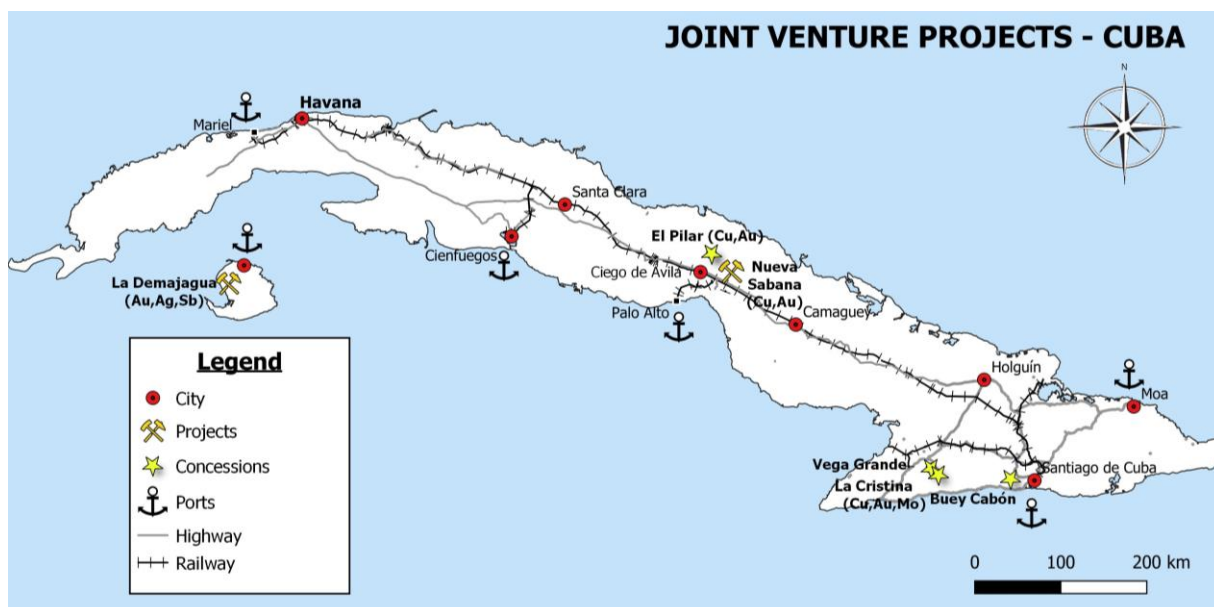 JOINT VENTURE PROJECTS - CUBA
N
Havana
Mariel
Santa Clara
El Pilar (Cu,Au)
Cienfuegos
Ciego de Ávila
Nueva
Sabana
(Cu,Au)
La Demajagua
(Au,Ag,Sb)
Palo Alto
Camaguey
Legend
City
Projects
Concessions
Ports
Highway
Railway
Holguín
Moa
Vega Grande
La Cristina
(Cu,Au,Mo)
Buey Cabón
Santiago de Cuba
0 100 200 km